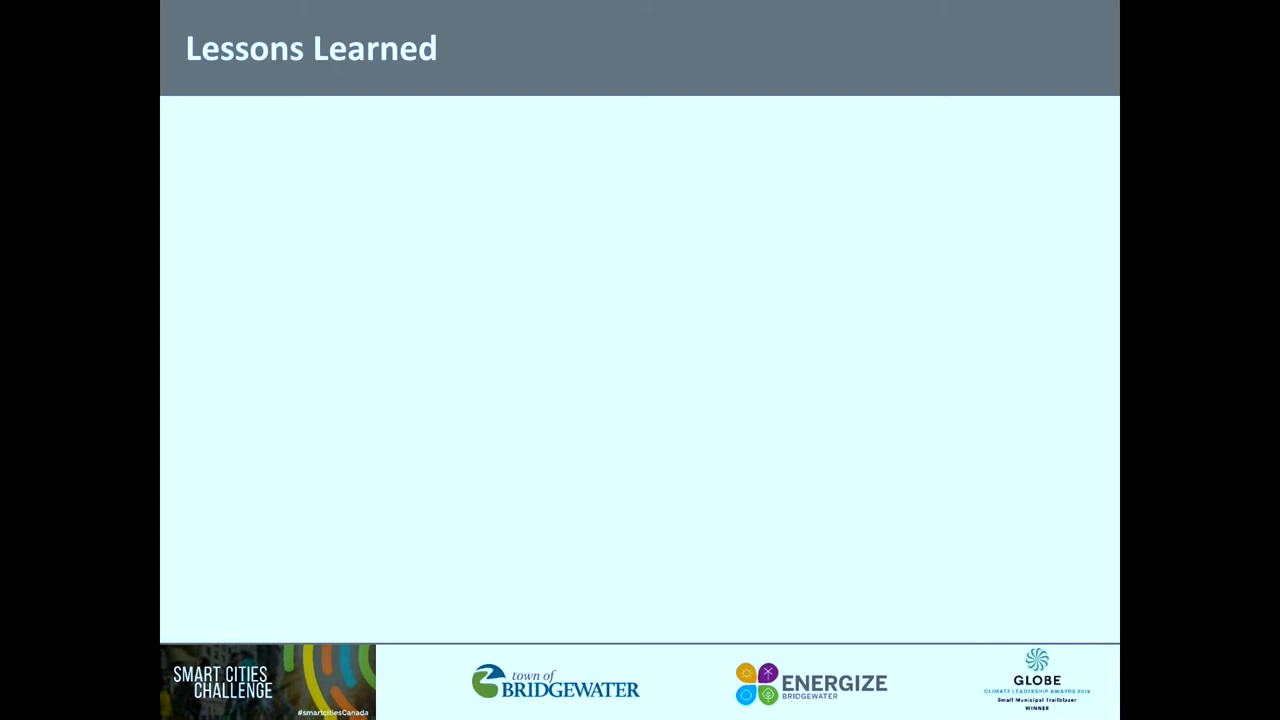 Lessons Learned
SMART CITIES
CHALLENGE
#smartcitiesCanada
town of
BRIDGEWATER
ENERGIZE
BRIDGEWATER
GLOBE
CLIMATE LEADERSHIP AWARDS 2018
Small Municipal Trailblazer
WINNER